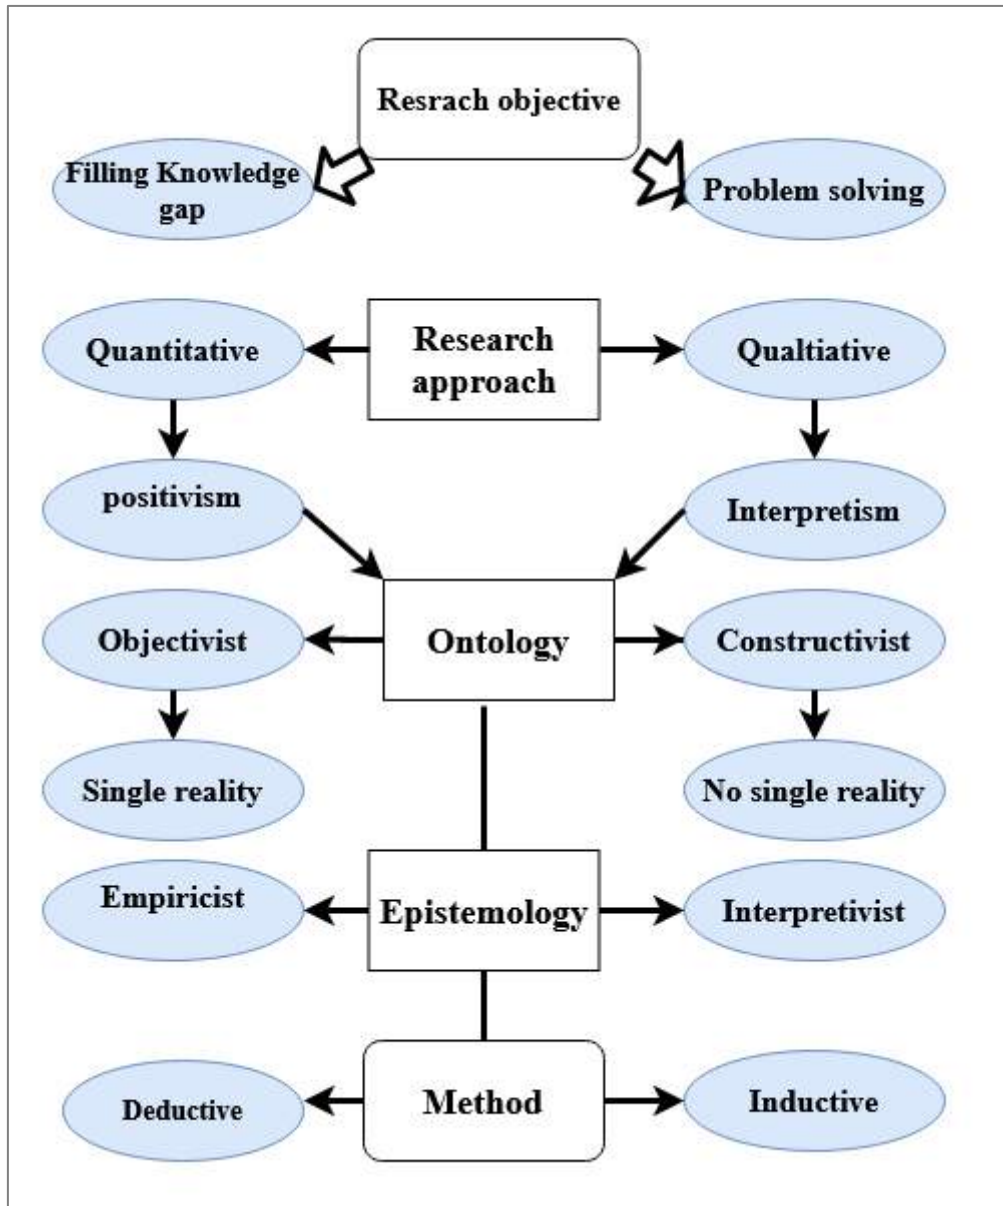 Resrach objective
Filling Knowledge
gap
Problem solving
Quantitative
Research
approach
Qualtiative
positivism
Interpretism
Objectivist
Ontology
Constructivist
Single reality
No single reality
Empiricist
Epistemology
Interpretivist
Deductive
Method
Inductive